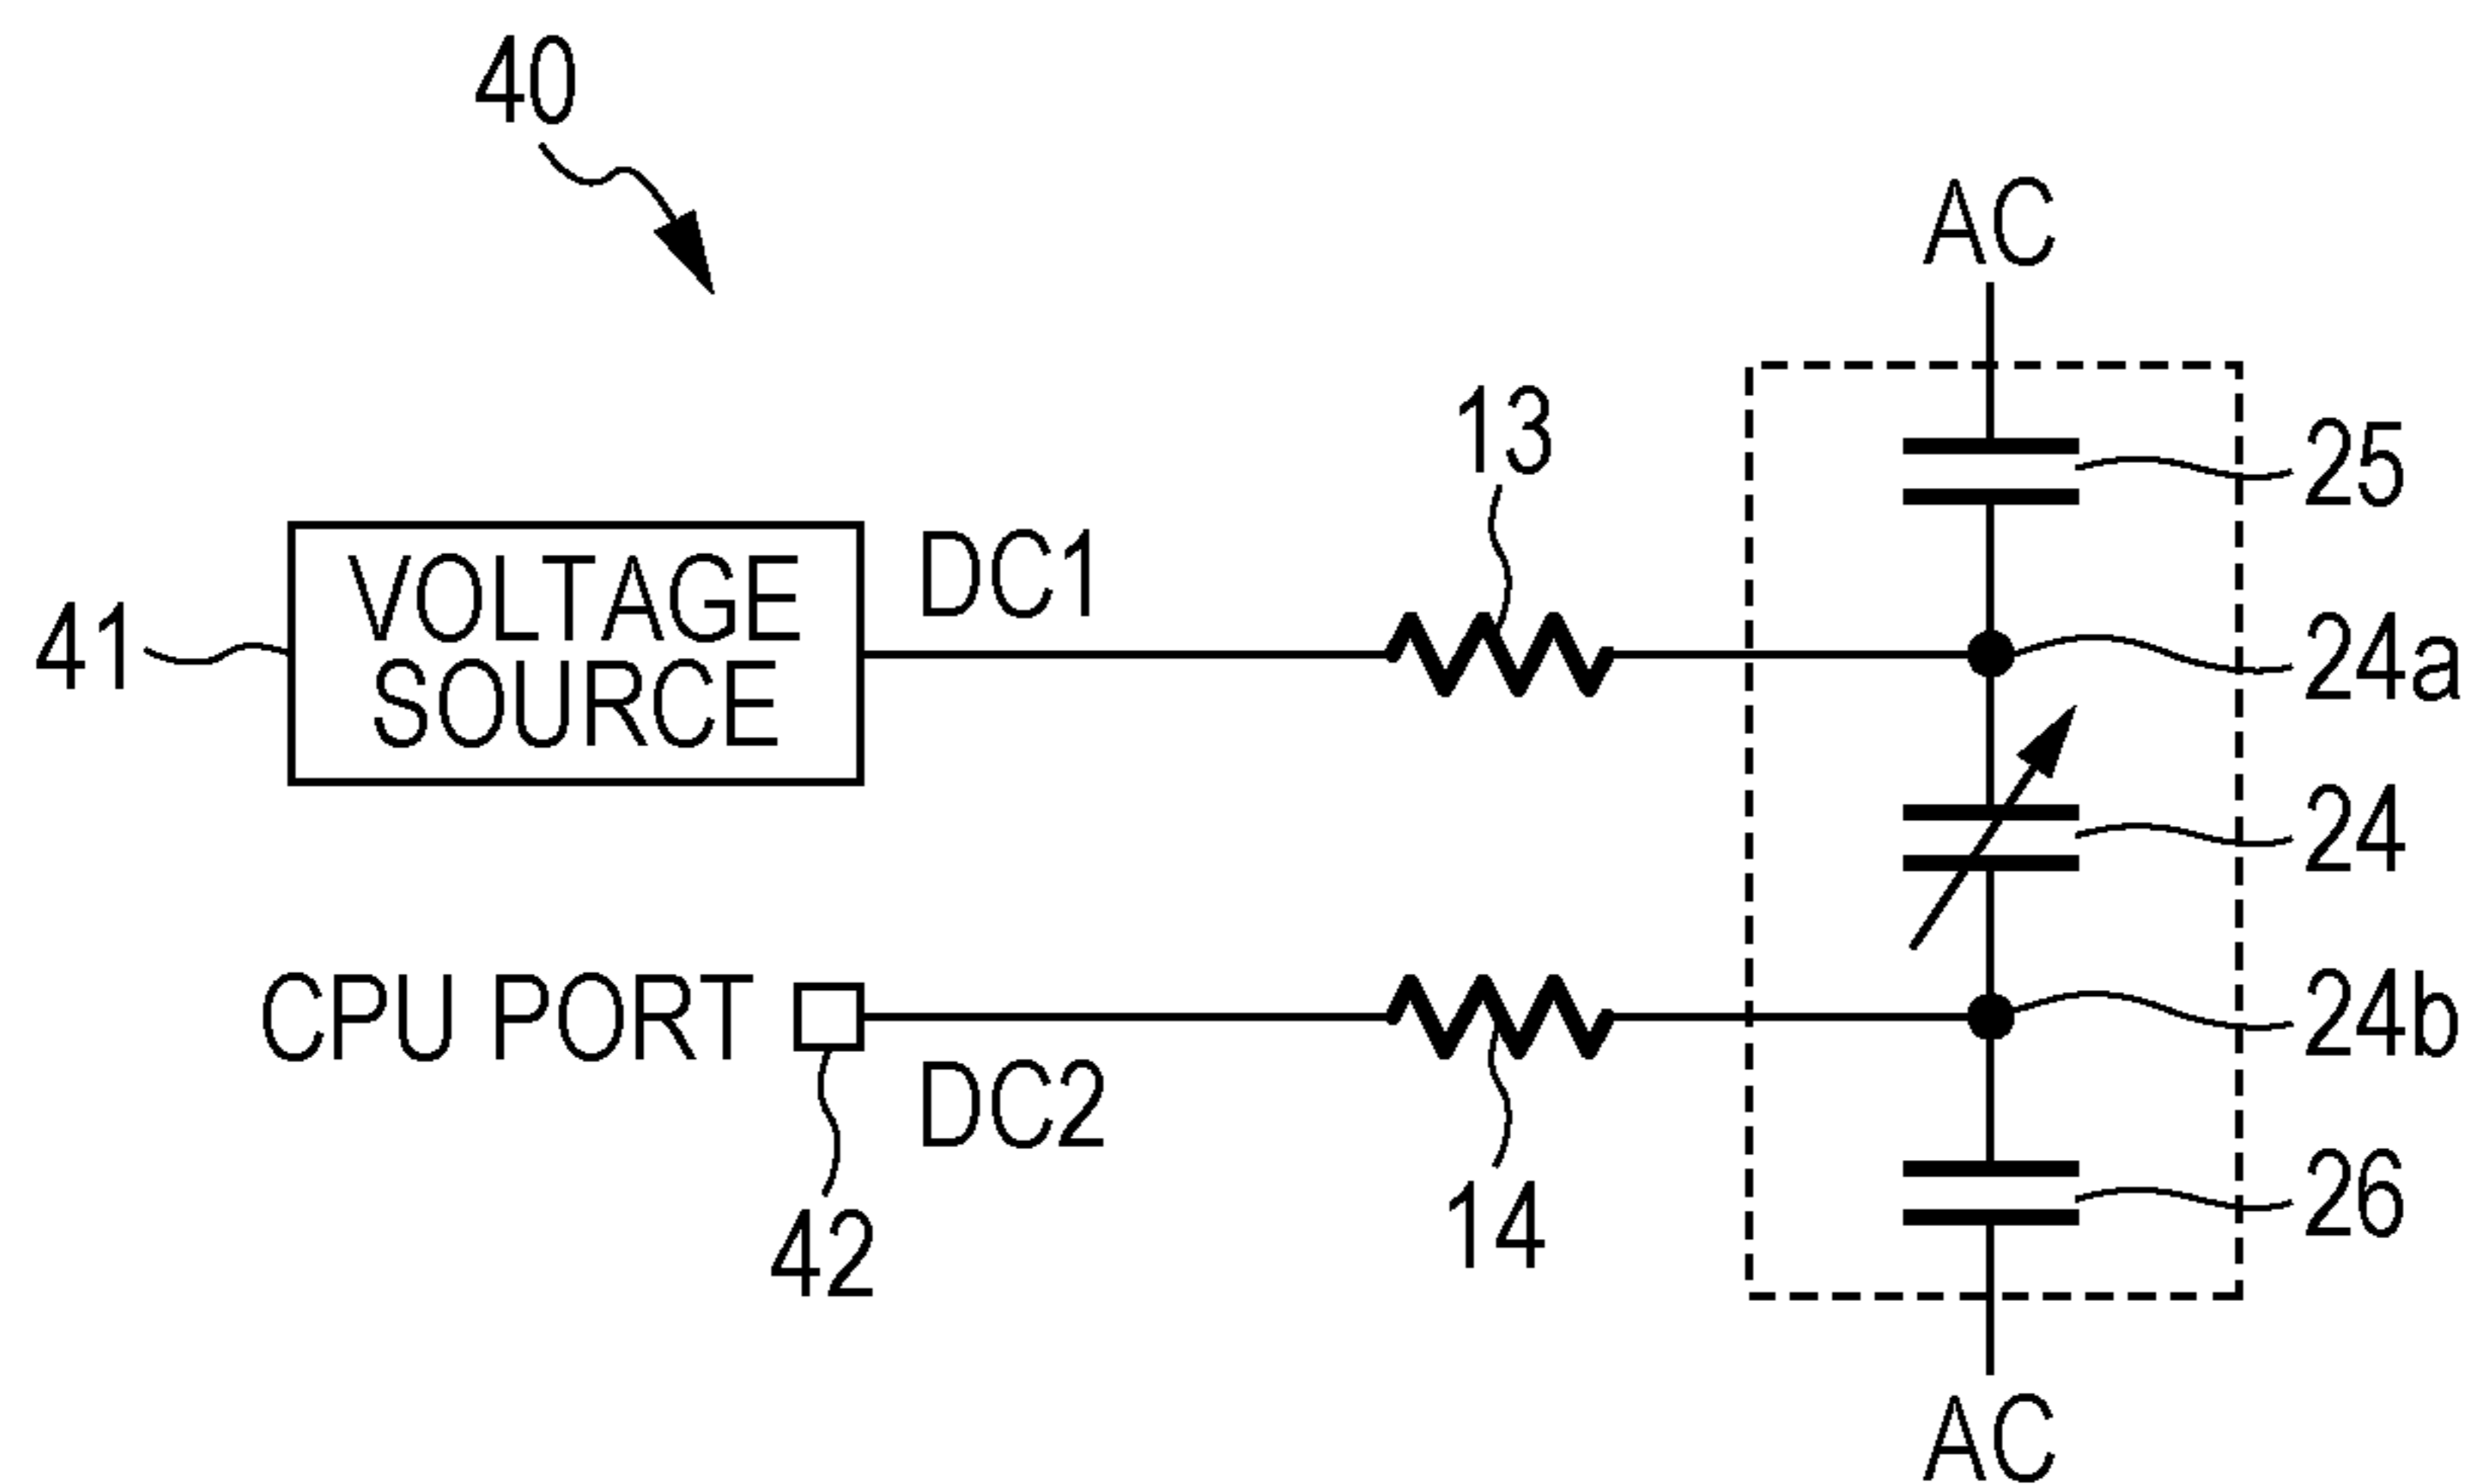 40
AC
13
25
VOLTAGE
SOURCE
DC1
41
24a
24
CPU PORT
DC2
24b
42
14
26
AC